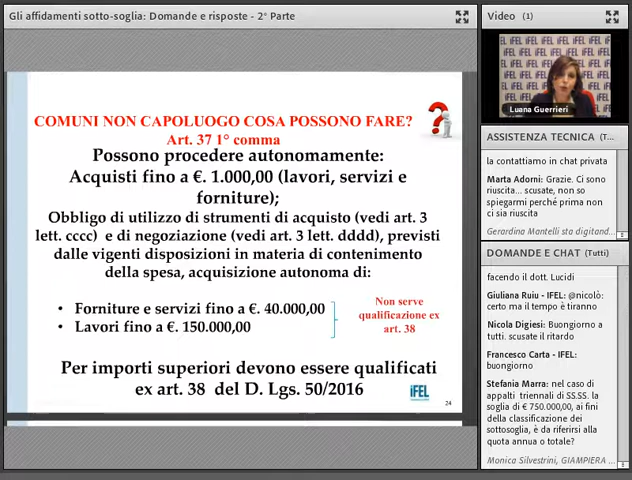 Gli affidamenti sotto-soglia: Domande e risposte - 2° Parte
COMUNI NON CAPOLUOGO COSA POSSONO FARE?
Art. 37 1° comma
Possono procedere autonomamente:
Acquisti fino a €. 1.000,00 (lavori, servizi e
forniture);
Obbligo di utilizzo di strumenti di acquisto (vedi art. 3
lett. cccc) e di negoziazione (vedi art. 3 lett. dddd), previsti
dalle vigenti disposizioni in materia di contenimento
della spesa, acquisizione autonoma di:
• Forniture e servizi fino a €. 40.000,00
• Lavori fino a €. 150.000,00
Non serve
qualificazione ex
art. 38
Per importi superiori devono essere qualificati
ex art. 38 del D. Lgs. 50/2016
iFEL
24
Video (1)
IFEL
Luana Guerrieri
ASSISTENZA TECNICA (T...
la contattiamo in chat privata
Marta Adorni: Grazie. Ci sono
riuscita... scusate, non so
spiegarmi perché prima non
ci sia riuscita
Gerardina Mantelli sta digitand...
DOMANDE E CHAT (Tutti)
facendo il dott. Lucidi
Giuliana Ruiu - IFEL: @nicolò:
certo ma il tempo è tiranno
Nicola Digiesi: Buongiorno a
tutti. scusate il ritardo
Francesco Carta - IFEL:
buongiorno
Stefania Marra: nel caso di
appalti triennali di SS.SS. la
soglia di € 750.000,00, ai fini
della classificazione dei
sottosoglia, è da riferirsi alla
quota annua o totale?
Monica Silvestrini, GIAMPIERA ...